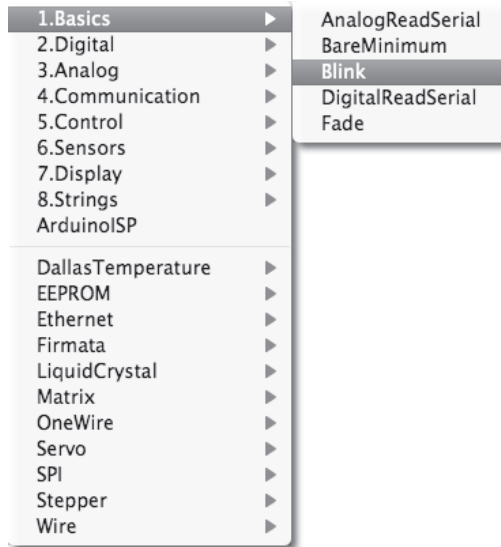 1.Basics
2.Digital
3.Analog
4.Communication
5.Control
6.Sensors
7.Display
8.Strings
ArduinoISP
DallasTemperature
EEPROM
Ethernet
Firmata
LiquidCrystal
Matrix
OneWire
Servo
SPI
Stepper
Wire
AnalogReadSerial
BareMinimum
Blink
DigitalReadSerial
Fade